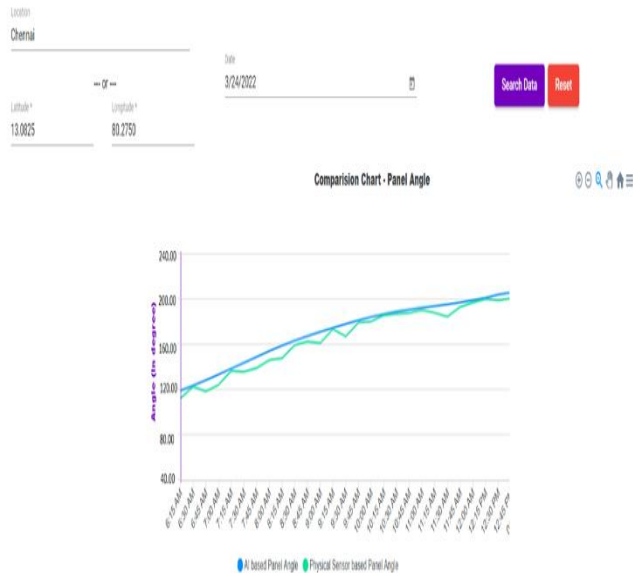 Location
Chennai
--- or ---
Latitude *
Longitude *
13.0825
80.2750
Date
3/24/2022
Search Data
Reset
Comparision Chart - Panel Angle
240.00
200.00
160.00
120.00
80.00
40.00
Angle (In degree)
6:15 AM
6:30 AM
6:45 AM
7:00 AM
7:15 AM
7:30 AM
7:45 AM
8:00 AM
8:15 AM
8:30 AM
8:45 AM
9:00 AM
9:15 AM
9:30 AM
9:45 AM
10:00 AM
10:15 AM
10:30 AM
10:45 AM
11:00 AM
11:15 AM
11:30 AM
11:45 AM
12:00 AM
12:15 PM
12:30 PM
12:45 P
AI based Panel Angle
Physical Sensor based Panel Angle